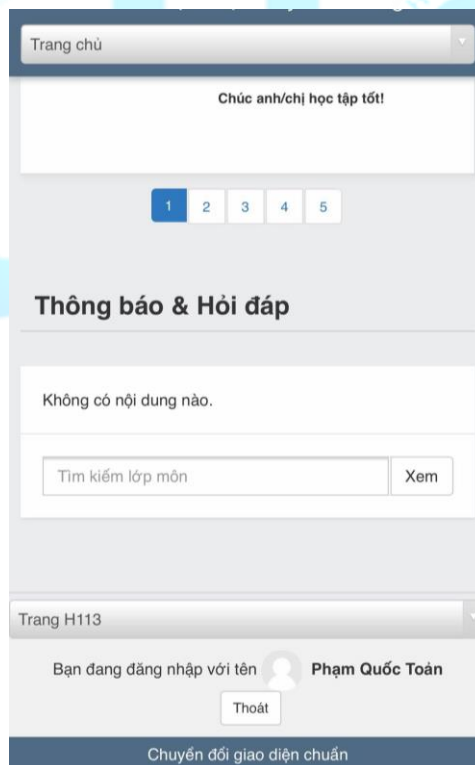 Trang chủ
Chúc anh/chị học tập tốt!
1 2 3 4 5
Thông báo & Hỏi đáp
Không có nội dung nào.
Tìm kiếm lớp môn Xem
Trang H113
Bạn đang đăng nhập với tên Phạm Quốc Toán
Thoát
Chuyển đổi giao diện chuẩn